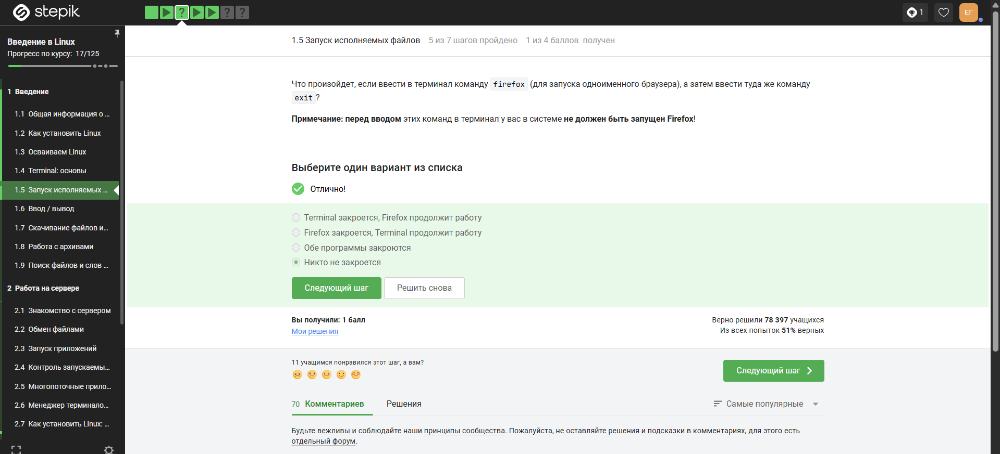 stepik
? ? ?
1
ЕГ
Введение в Linux
Прогресс по курсу: 17/125
1 Введение
1.1 Общая информация о ...
1.2 Как установить Linux
1.3 Осваиваем Linux
1.4 Terminal: основы
1.5 Запуск исполняемых ...
1.6 Ввод / вывод
1.7 Скачивание файлов и...
1.8 Работа с архивами
1.9 Поиск файлов и слов ...
2 Работа на сервере
2.1 Знакомство с сервером
2.2 Обмен файлами
2.3 Запуск приложений
2.4 Контроль запускаемы...
2.5 Многопоточные прило...
2.6 Менеджер терминало...
2.7 Как установить Linux: ...
1.5 Запуск исполняемых файлов 5 из 7 шагов пройдено 1 из 4 баллов получен
Что произойдет, если ввести в терминал команду firefox (для запуска одноименного браузера), а затем ввести туда же команду
exit ?
Примечание: перед вводом этих команд в терминал у вас в системе не должен быть запущен Firefox!
Выберите один вариант из списка
Отлично!
Terminal закроется, Firefox продолжит работу
Firefox закроется, Terminal продолжит работу
Обе программы закроются
Никто не закроется
Следующий шаг Решить снова
Вы получили: 1 балл
Мои решения
Верно решили 78 397 учащихся
Из всех попыток 51% верных
11 учащимся понравился этот шаг, а вам?
Следующий шаг
70 Комментариев Решения Самые популярные
Будьте вежливы и соблюдайте наши принципы сообщества. Пожалуйста, не оставляйте решения и подсказки в комментариях, для этого есть
отдельный форум.